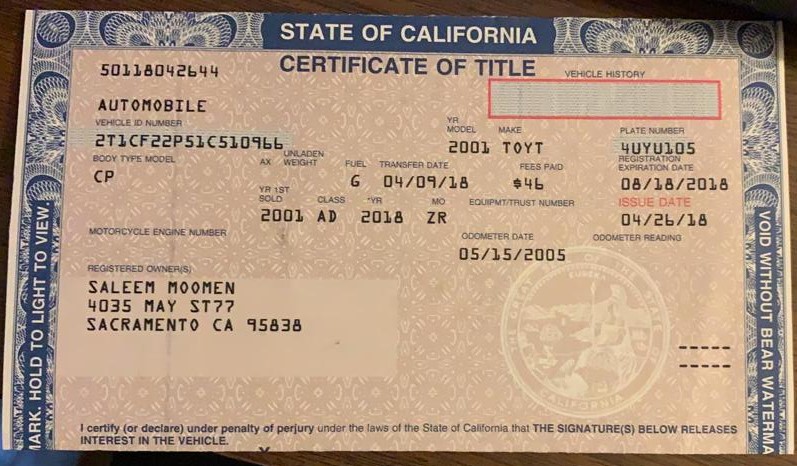 STATE OF CALIFORNIA
CERTIFICATE OF TITLE
VEHICLE HISTORY
50118042644
AUTOMOBILE
VEHICLE ID NUMBER
YR MODEL
MAKE
PLATE NUMBER
2T1CF22P51C510966
2001 TOYT
4UYU105
BODY TYPE MODEL
AX
UNLADEN WEIGHT
FUEL
TRANSFER DATE
FEES PAID
REGISTRATION EXPIRATION DATE
CP
G
04/09/18
$46
08/18/2018
YR 1ST SOLD
CLASS
*YR
MO
EQUIPMT/TRUST NUMBER
ISSUE DATE
2001 AD 2018 ZR
04/26/18
MOTORCYCLE ENGINE NUMBER
ODOMETER DATE
ODOMETER READING
05/15/2005
REGISTERED OWNER(S)
SALEEM MOOMEN
4035 MAY ST77
SACRAMENTO CA 95838
I certify (or declare) under penalty of perjury under the laws of the State of California that THE SIGNATURE(S) BELOW RELEASES
INTEREST IN THE VEHICLE.
X
MARK. HOLD TO LIGHT TO VIEW.
VOID WITHOUT BEAR WATERMA